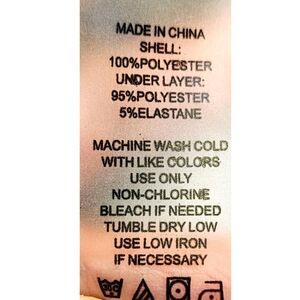 MADE IN CHINA
SHELL:
100%POLYESTER
UNDER LAYER:
95%POLYESTER
5%ELASTANE
MACHINE WASH COLD
WITH LIKE COLORS
USE ONLY
NON-CHLORINE
BLEACH IF NEEDED
TUMBLE DRY LOW
USE LOW IRON
IF NECESSARY